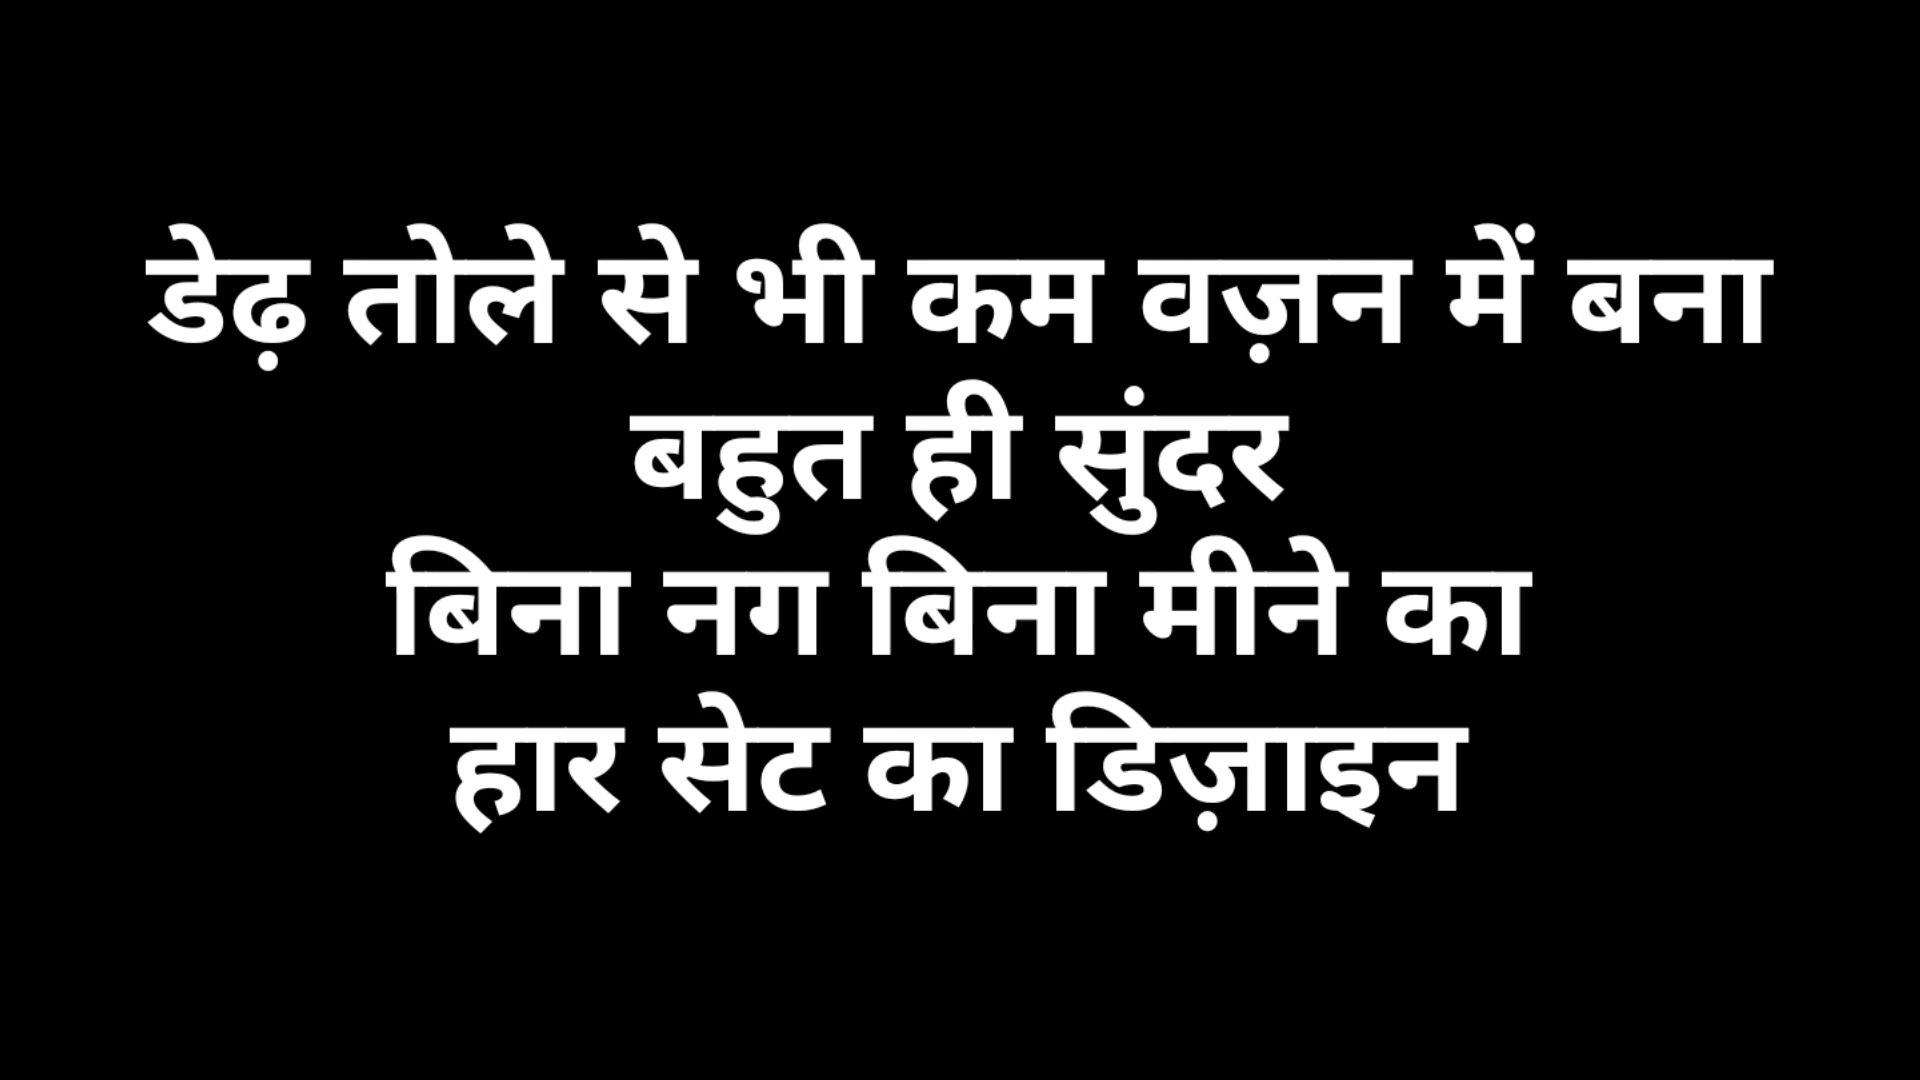 डेढ़ तोले से भी कम वज़न में बना
बहुत ही सुंदर
बिना नग बिना मीने का
हार सेट का डिज़ाइन